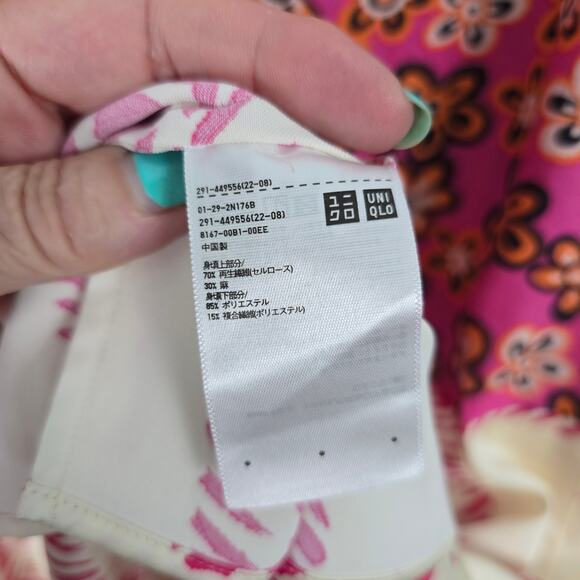 291-449556(22-08)
01-29-2N176B
291-449556(22-08)
8167-00B1-00EE
ユニ
クロ
UNI
QLO
中国製
身頃上部分/
70% 再生繊維(セルローズ)
30% 麻
身頃下部分/
85% ポリエステル
15% 複合繊維(ポリエステル)